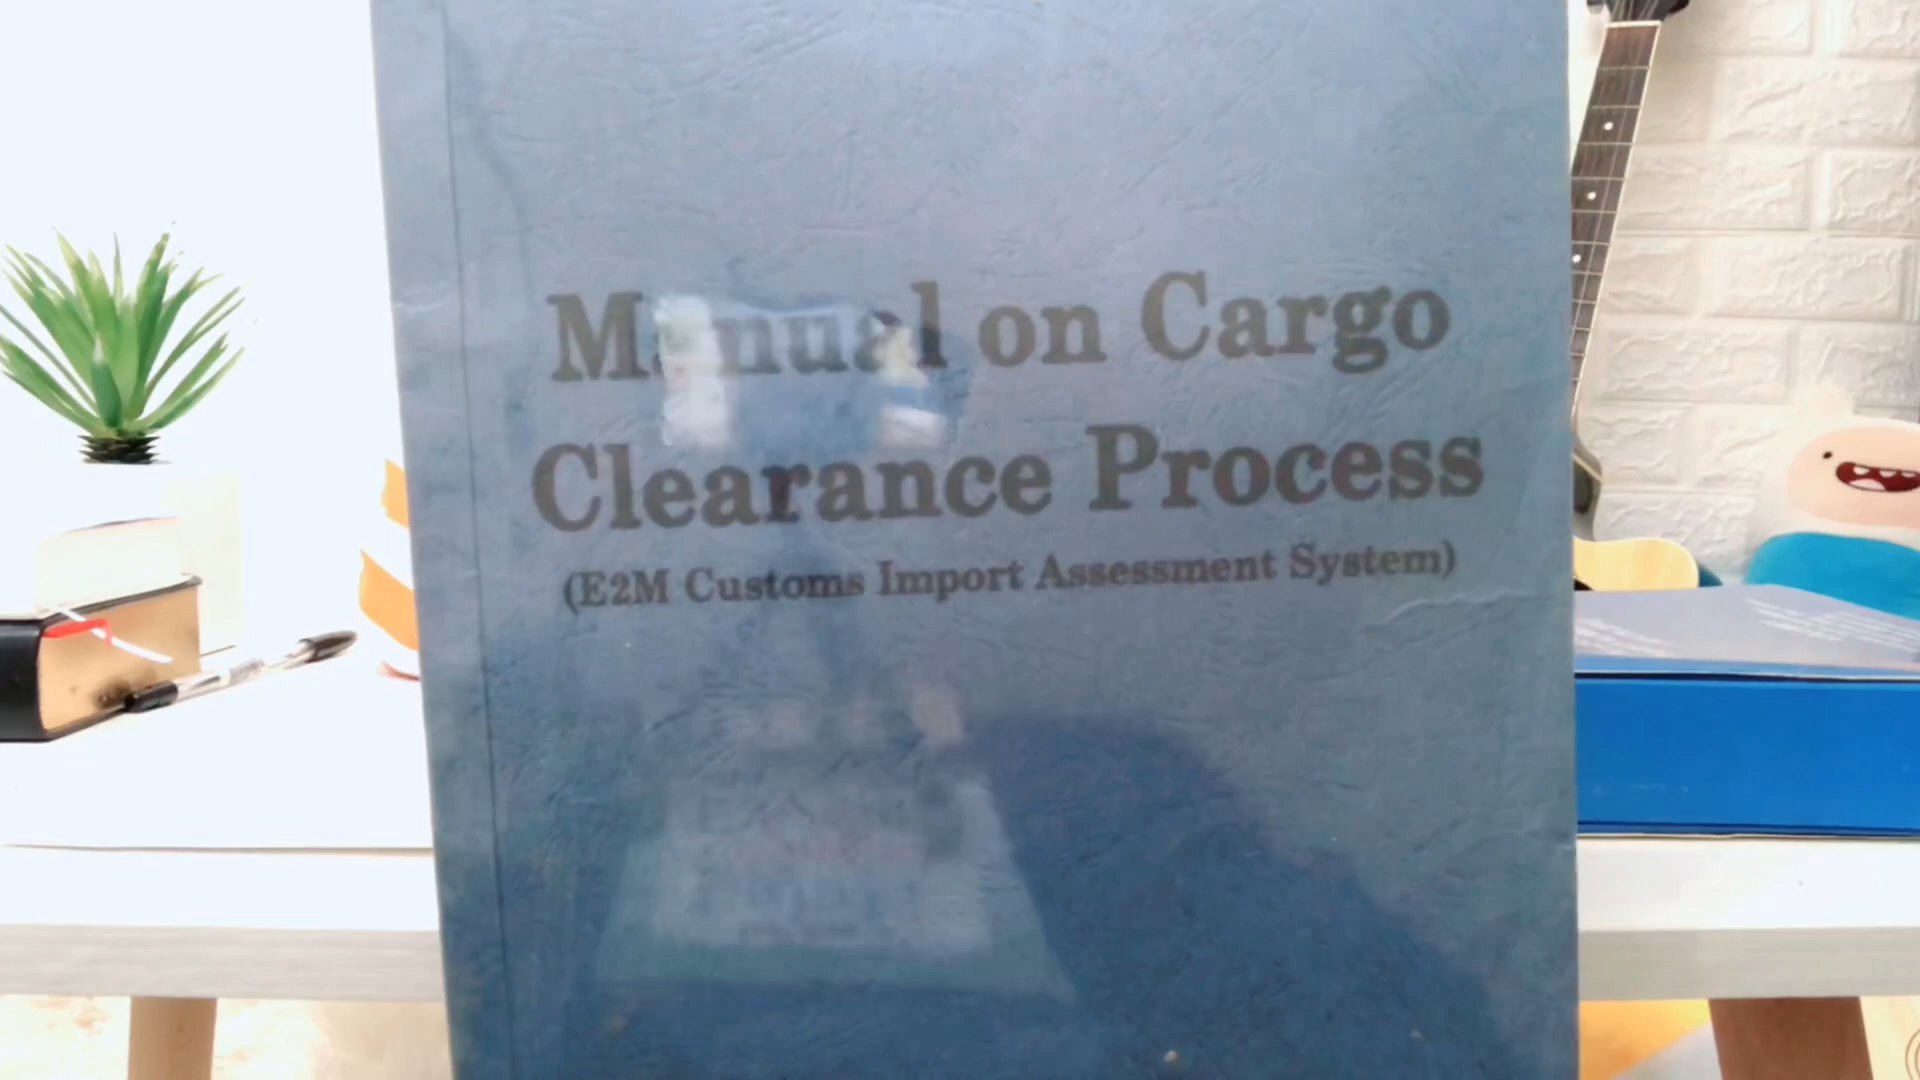 Manual on Cargo
Clearance Process
(E2M Customs Import Assessment System)